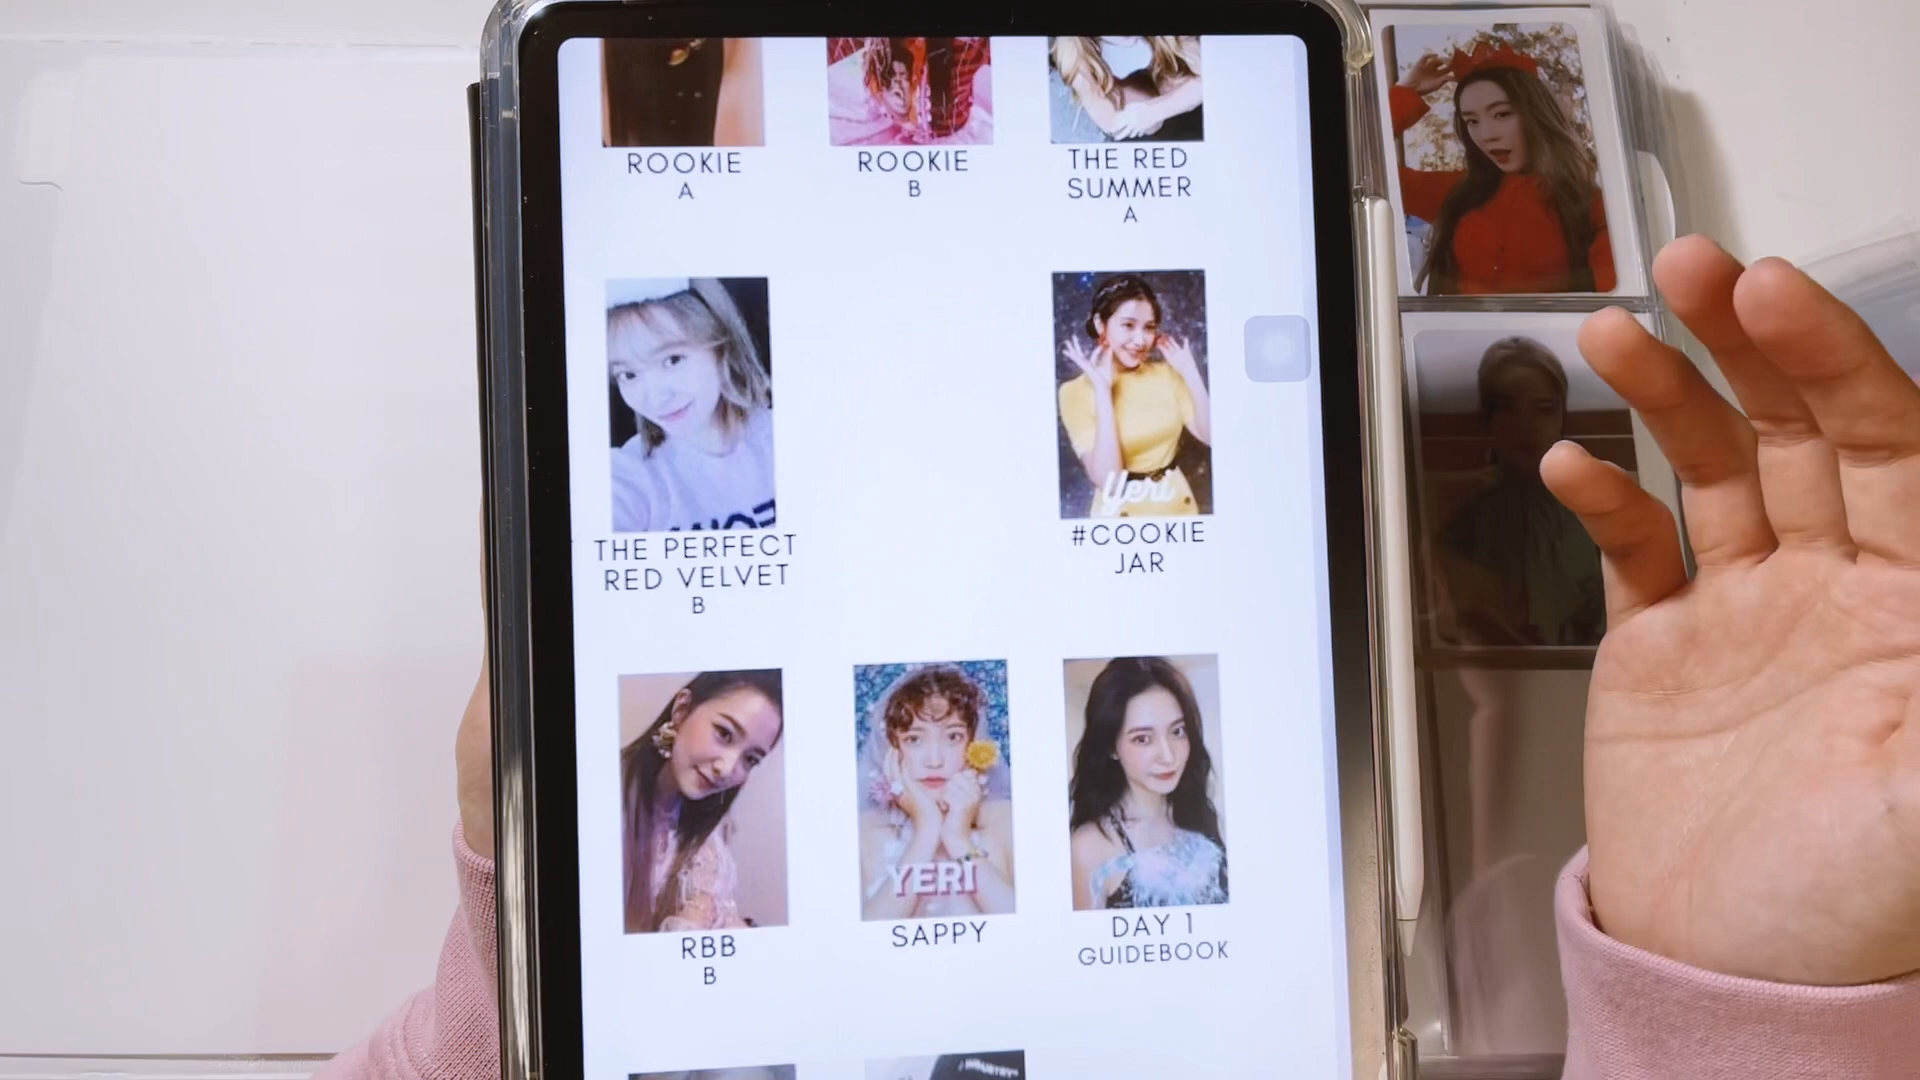 ROOKIE
A
ROOKIE
B
THE RED
SUMMER
A
THE PERFECT
RED VELVET
B
Yeri
#COOKIE
JAR
RBB
B
YERI
SAPPY
DAY 1
GUIDEBOOK